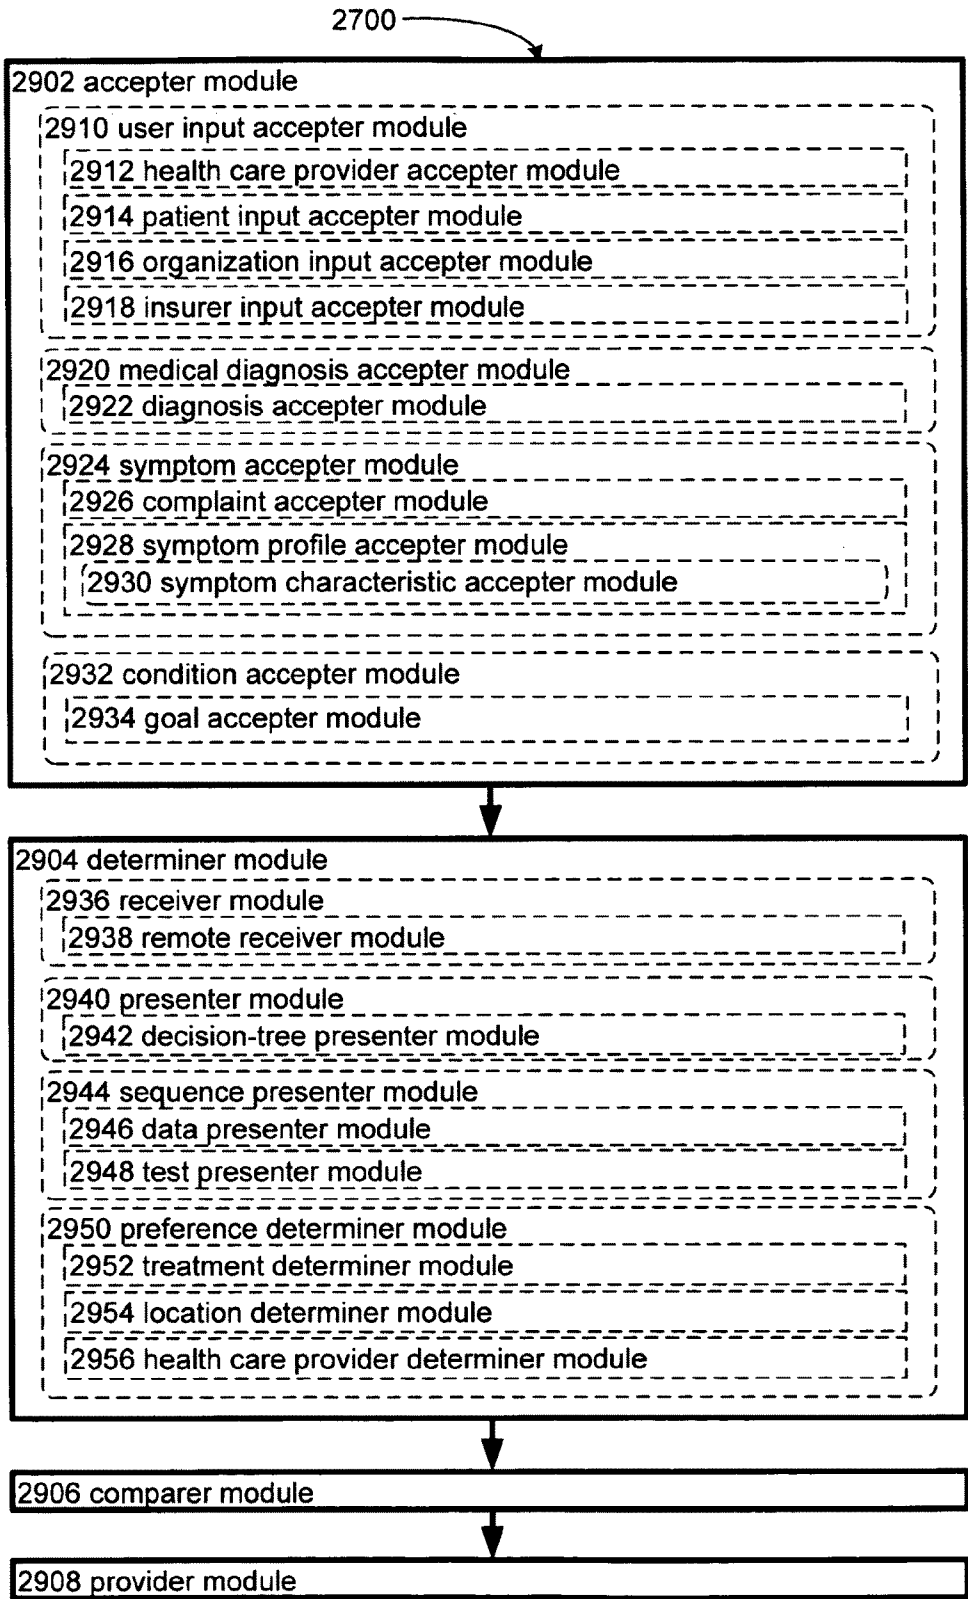 2700
2902 accepter module
2910 user input accepter module
2912 health care provider accepter module
2914 patient input accepter module
2916 organization input accepter module
2918 insurer input accepter module
2920 medical diagnosis accepter module
2922 diagnosis accepter module
2924 symptom accepter module
2926 complaint accepter module
2928 symptom profile accepter module
2930 symptom characteristic accepter module
2932 condition accepter module
2934 goal accepter module
2904 determiner module
2936 receiver module
2938 remote receiver module
2940 presenter module
2942 decision-tree presenter module
2944 sequence presenter module
2946 data presenter module
2948 test presenter module
2950 preference determiner module
2952 treatment determiner module
2954 location determiner module
2956 health care provider determiner module
2906 comparer module
2908 provider module